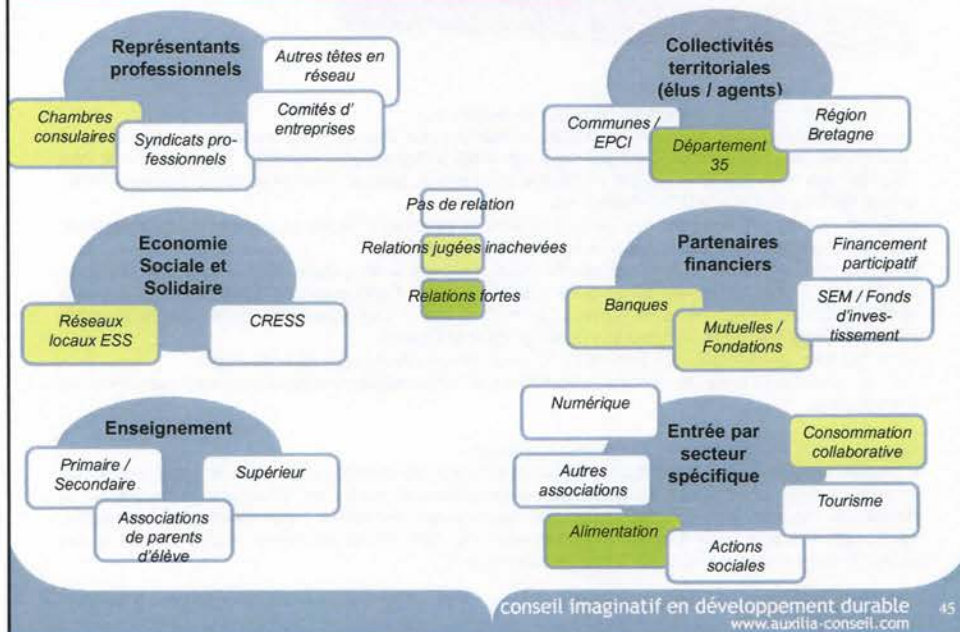 Représentants
professionnels
Autres têtes en
réseau
Chambres
consulaires
Syndicats pro-
fessionnels
Comités d'
entreprises
Collectivités
territoriales
(élus / agents)
Communes /
EPCI
Département
35
Région
Bretagne
Pas de relation
Relations jugées inachevées
Relations fortes
Economie
Sociale et
Solidaire
Réseaux
locaux ESS
CRESS
Partenaires
financiers
Financement
participatif
Banques
Mutuelles /
Fondations
SEM / Fonds
d'inves-
tissement
Enseignement
Primaire /
Secondaire
Supérieur
Associations
de parents
d'élève
Numérique
Entrée par
secteur
spécifique
Consommation
collaborative
Autres
associations
Tourisme
Alimentation
Actions
sociales
conseil imaginatif en développement durable 45
www.auxilia-conseil.com